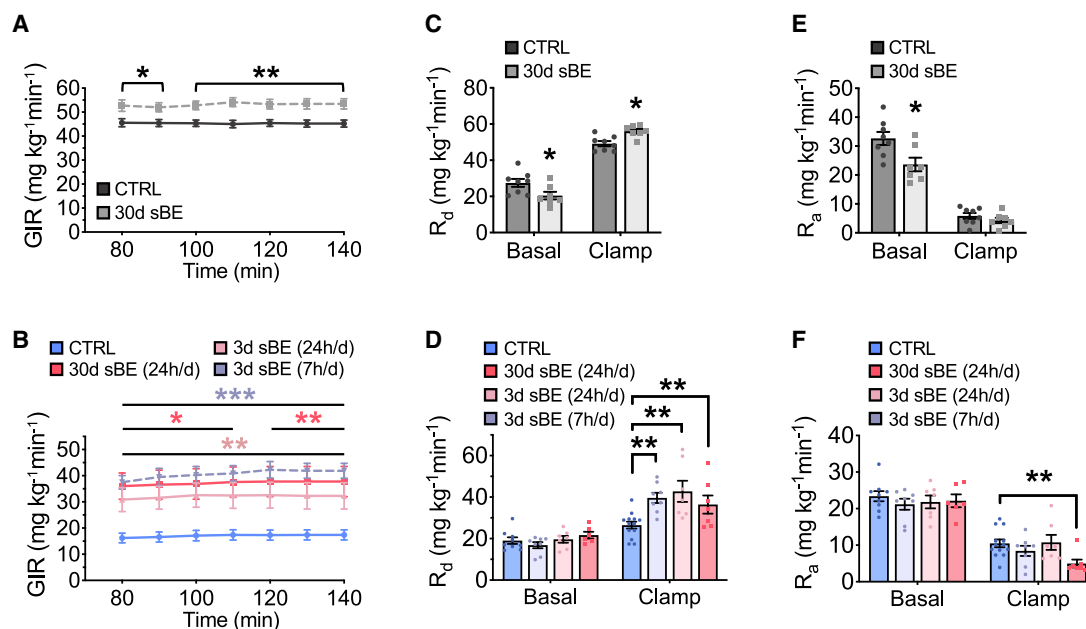 A
GIR (mg kg⁻¹min⁻¹)
* **
60
50
40
30
20
10
0
CTRL
30d sBE
80 100 120 140
Time (min)
C
CTRL
30d sBE
R_d (mg kg⁻¹min⁻¹)
80
60
40
20
0
* *
Basal Clamp
E
CTRL
30d sBE
R_a (mg kg⁻¹min⁻¹)
50
40
30
20
10
0
*
Basal Clamp
B
CTRL 3d sBE (24h/d)
30d sBE (24h/d) 3d sBE (7h/d)
***
* **
**
GIR (mg kg⁻¹min⁻¹)
50
40
30
20
10
0
80 100 120 140
Time (min)
D
CTRL
30d sBE (24h/d)
3d sBE (24h/d)
3d sBE (7h/d)
R_d (mg kg⁻¹min⁻¹)
80
60
40
20
0
**
**
**
Basal Clamp
F
CTRL
30d sBE (24h/d)
3d sBE (24h/d)
3d sBE (7h/d)
R_a (mg kg⁻¹min⁻¹)
40
30
20
10
0
**
Basal Clamp